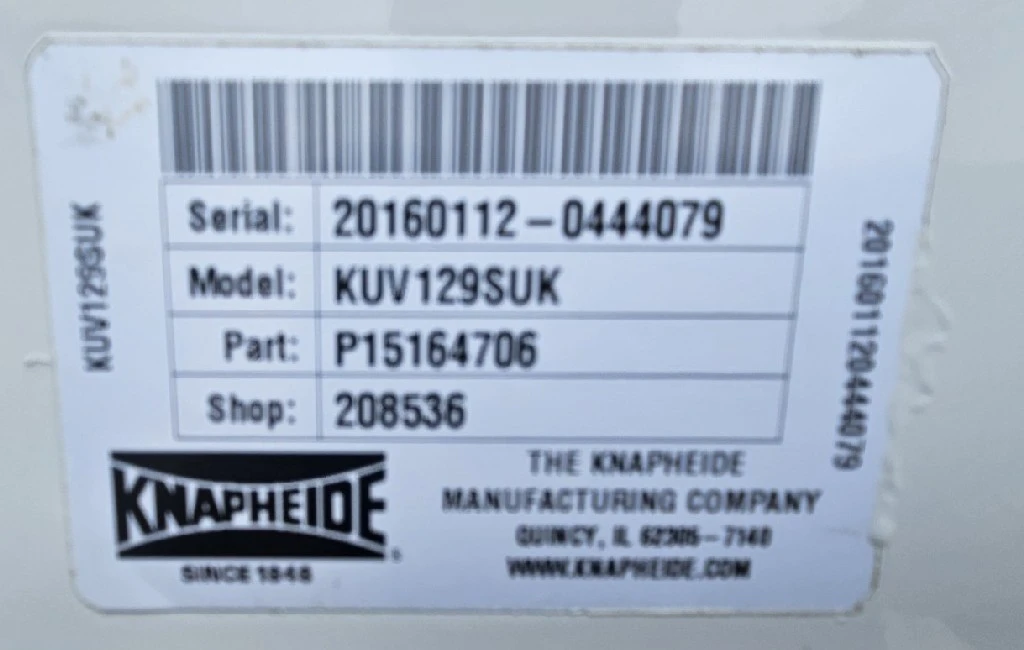 Serial: 20160112-0444079
Model: KUV129SUK
Part: P15164706
Shop: 208536
KUV129SUK
201601120444079
KNAPHEIDE®
SINCE 1848
THE KNAPHEIDE
MANUFACTURING COMPANY
QUINCY, IL 62305-7140
WWW.KNAPHEIDE.COM